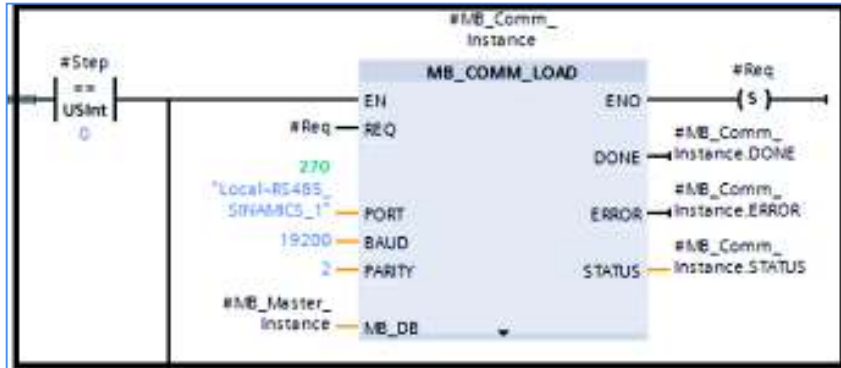 #MB_Comm_
Instance
#Step
==
USInt
0
MB_COMM_LOAD
EN
ENO
#Req
( S )
#Req
REQ
DONE
#MB_Comm_
Instance.DONE
270
"Local~RS485_
SINAMICS_1"
PORT
ERROR
#MB_Comm_
Instance.ERROR
19200
BAUD
2
PARITY
STATUS
#MB_Comm_
Instance.STATUS
#MB_Master_
Instance
MB_DB